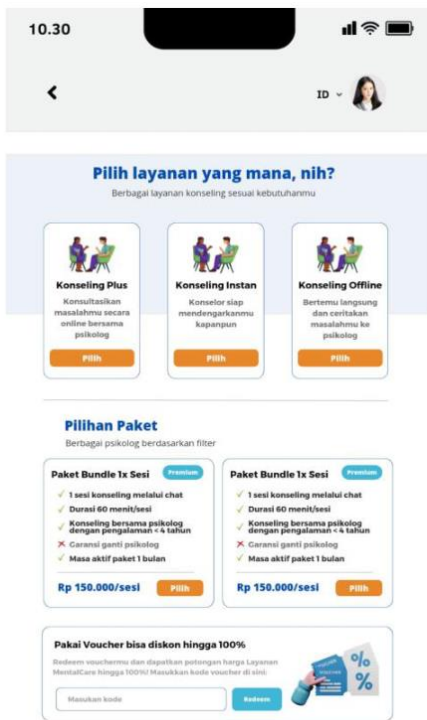 10.30
ID
Pilih layanan yang mana, nih?
Berbagai layanan konseling sesuai kebutuhanmu
Konseling Plus
Konsultasikan
masalahmu secara
online bersama
psikolog
Pilih
Konseling Instan
Konselor siap
mendengarkanmu
kapanpun
Pilih
Konseling Offline
Bertemu langsung
dan ceritakan
masalahmu ke
psikolog
Pilih
Pilihan Paket
Berbagai psikolog berdasarkan filter
Paket Bundle 1x Sesi
Premium
1 sesi konseling melalui chat
Durasi 60 menit/sesi
Konseling bersama psikolog
dengan pengalaman < 4 tahun
Garansi ganti psikolog
Masa aktif paket 1 bulan
Rp 150.000/sesi
Pilih
Paket Bundle 1x Sesi
Premium
1 sesi konseling melalui chat
Durasi 60 menit/sesi
Konseling bersama psikolog
dengan pengalaman < 4 tahun
Garansi ganti psikolog
Masa aktif paket 1 bulan
Rp 150.000/sesi
Pilih
Pakai Voucher bisa diskon hingga 100%
Redeem vouchermu dan dapatkan potongan harga Layanan
MentalCare hingga 100%! Masukkan kode voucher di sini.
Masukan kode
Redeem
%
%